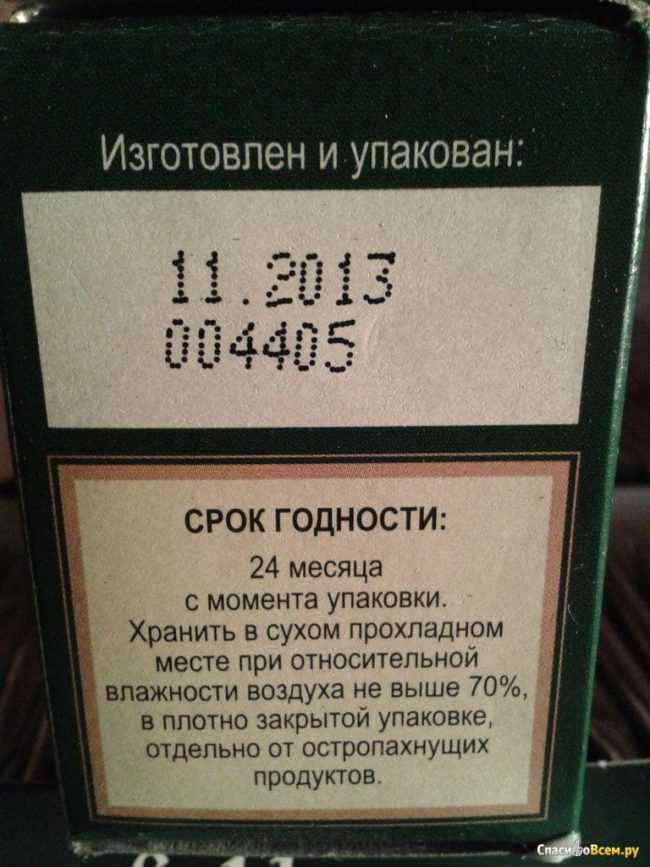 Изготовлен и упакован:
11.2013
004405
СРОК ГОДНОСТИ:
24 месяца
с момента упаковки.
Хранить в сухом прохладном
месте при относительной
влажности воздуха не выше 70%,
в плотно закрытой упаковке,
отдельно от остропахнущих
продуктов.
СпасибоВсем.ру